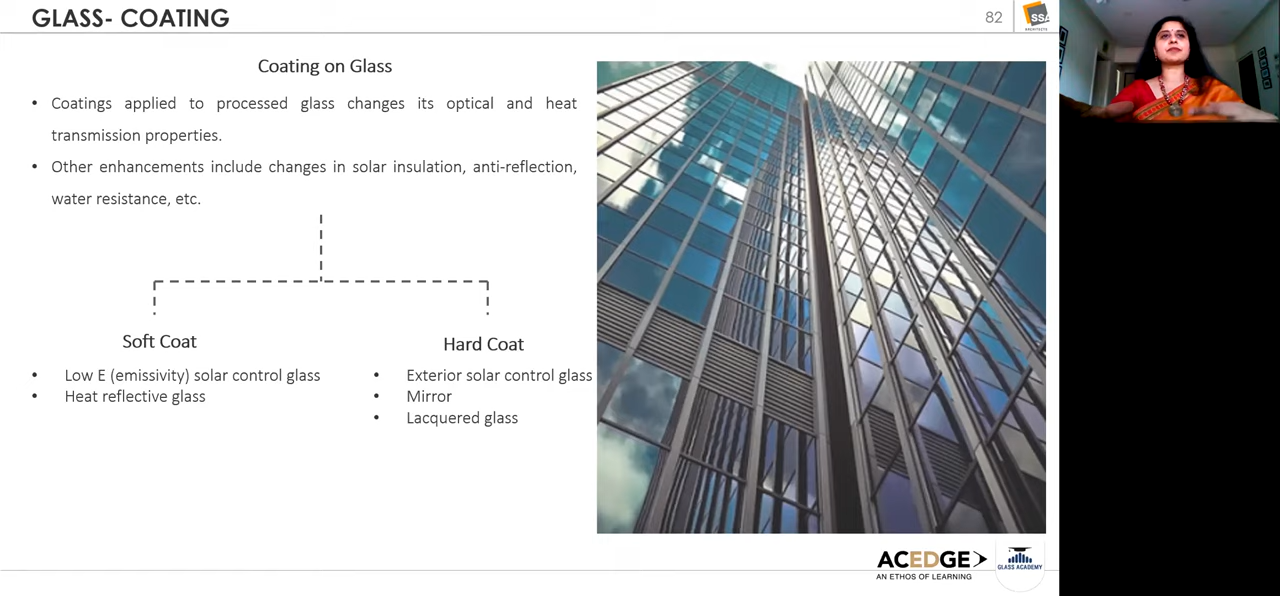 GLASS- COATING
82
SSA
ARCHITECTS
Coating on Glass
• Coatings applied to processed glass changes its optical and heat
transmission properties.
• Other enhancements include changes in solar insulation, anti-reflection,
water resistance, etc.
Soft Coat
• Low E (emissivity) solar control glass
• Heat reflective glass
Hard Coat
• Exterior solar control glass
• Mirror
• Lacquered glass
ACEDGE
AN ETHOS OF LEARNING
GLASS ACADEMY